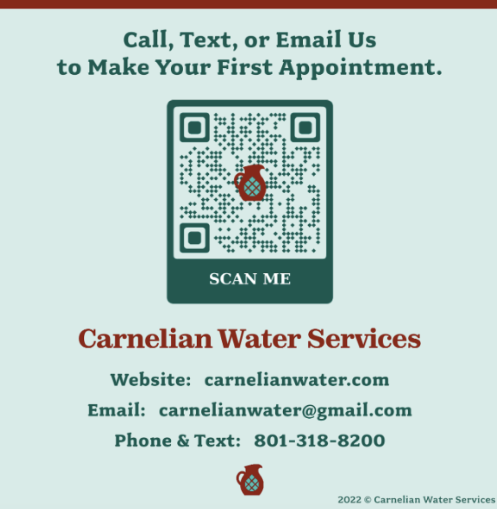 Call, Text, or Email Us
to Make Your First Appointment.
SCAN ME
Carnelian Water Services
Website: carnelianwater.com
Email: carnelianwater@gmail.com
Phone & Text: 801-318-8200
2022 © Carnelian Water Services